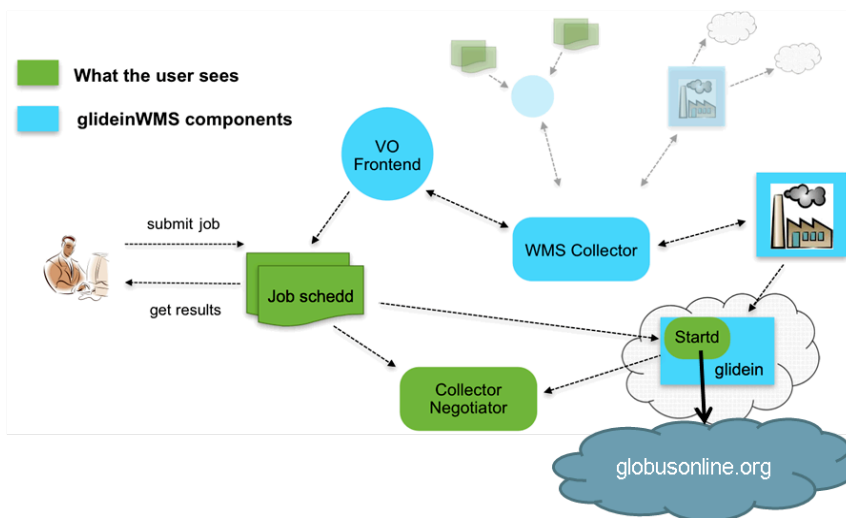 What the user sees
glideinWMS components
VO
Frontend
submit job
WMS Collector
Job schedd
get results
Startd
glidein
Collector
Negotiator
globusonline.org